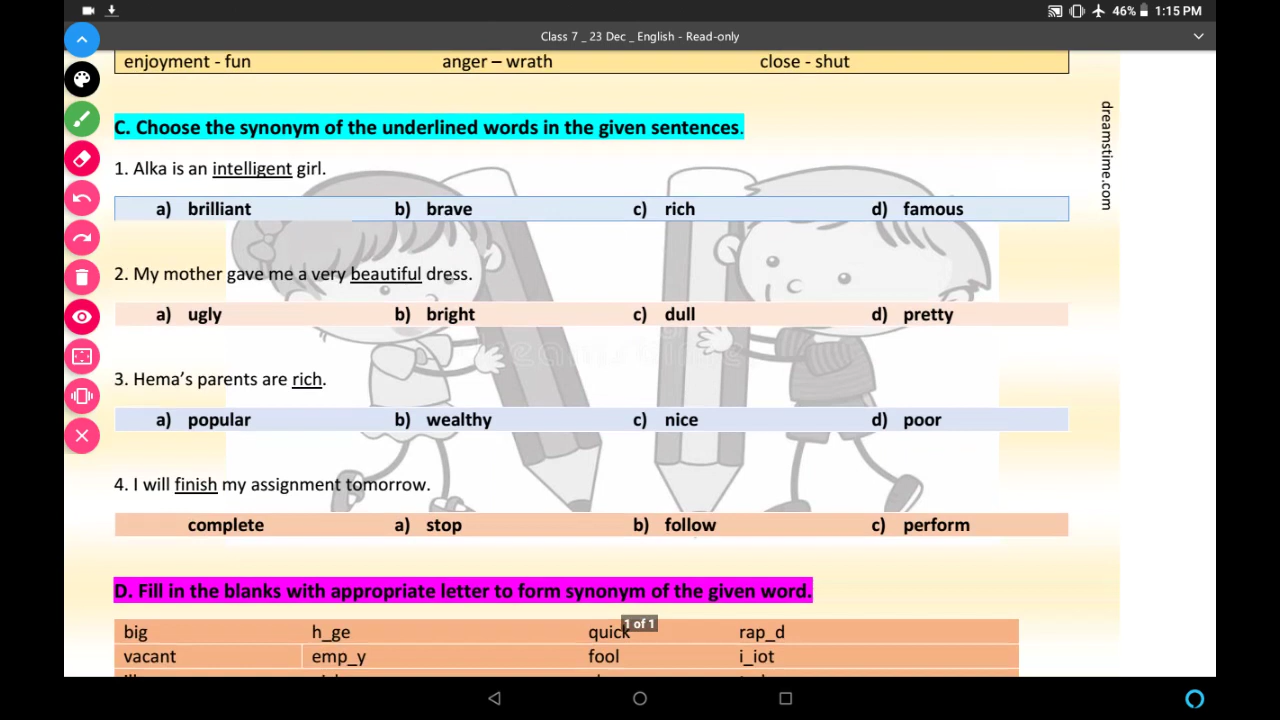 46% 1:15 PM
Class 7 _ 23 Dec _ English - Read-only
enjoyment - fun anger – wrath close - shut
dreamstime.com
C. Choose the synonym of the underlined words in the given sentences.
1. Alka is an intelligent girl.
a) brilliant b) brave c) rich d) famous
2. My mother gave me a very beautiful dress.
a) ugly b) bright c) dull d) pretty
3. Hema’s parents are rich.
a) popular b) wealthy c) nice d) poor
4. I will finish my assignment tomorrow.
complete a) stop b) follow c) perform
D. Fill in the blanks with appropriate letter to form synonym of the given word.
1 of 1
big h_ge quick rap_d
vacant emp_y fool i_iot